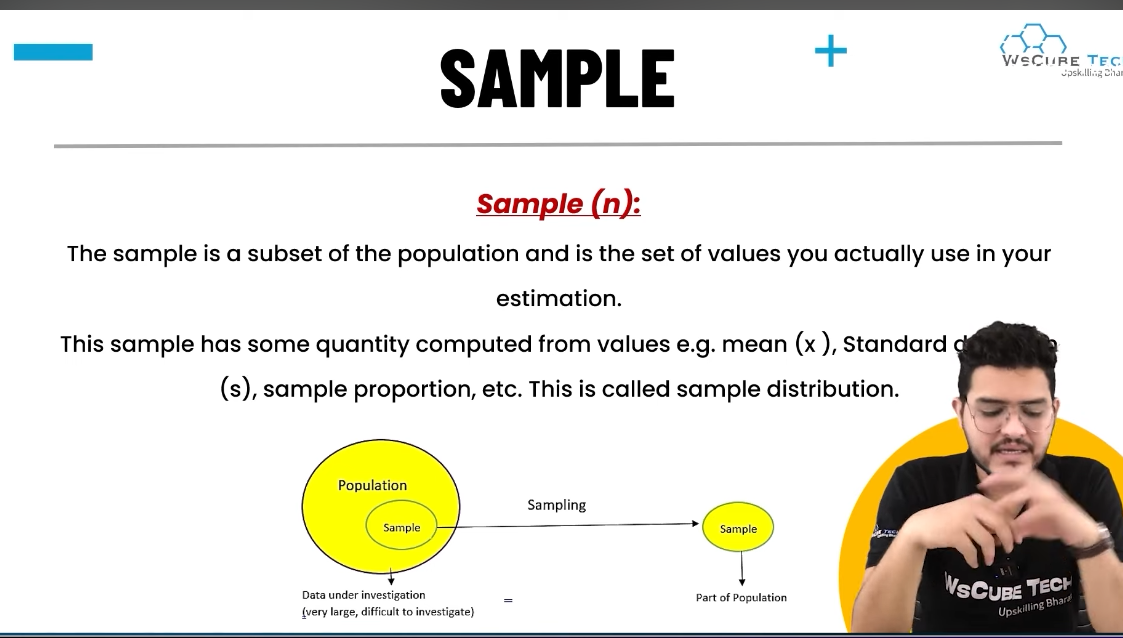 SAMPLE
WSCUBE TEC
Upskilling Bhar
Sample (n):
The sample is a subset of the population and is the set of values you actually use in your
estimation.
This sample has some quantity computed from values e.g. mean (x ), Standard
(s), sample proportion, etc. This is called sample distribution.
Population
Sample
Sampling
Sample
Data under investigation
(very large, difficult to investigate)
=
Part of Population
WSCUBE TECH
Upskilling Bhara